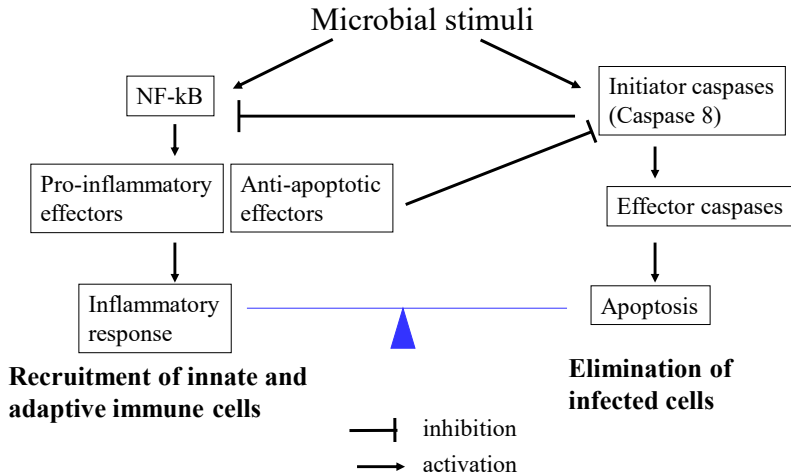 Microbial stimuli
NF-kB
Initiator caspases
(Caspase 8)
Pro-inflammatory
effectors
Anti-apoptotic
effectors
Effector caspases
Inflammatory
response
Apoptosis
Recruitment of innate and
adaptive immune cells
Elimination of
infected cells
inhibition
activation